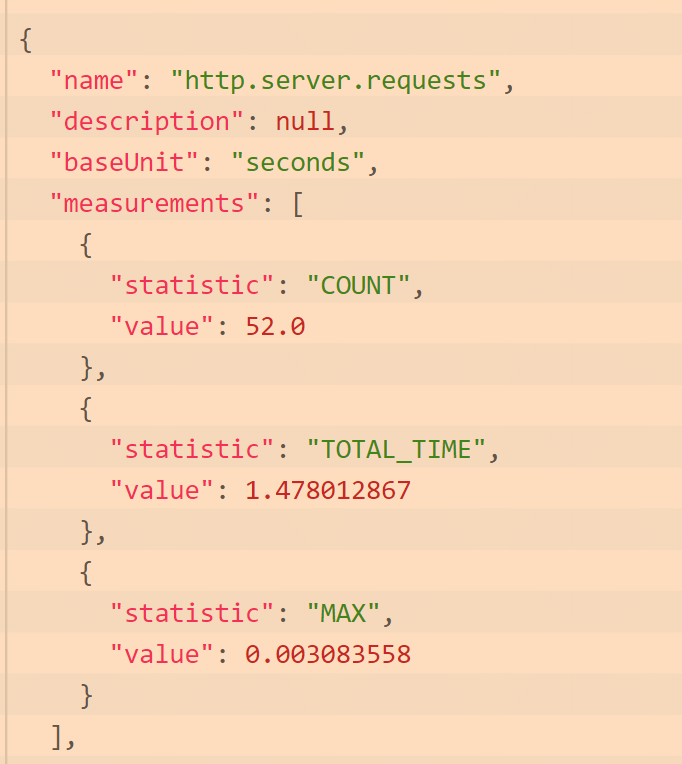 {
  "name": "http.server.requests",
  "description": null,
  "baseUnit": "seconds",
  "measurements": [
    {
      "statistic": "COUNT",
      "value": 52.0
    },
    {
      "statistic": "TOTAL_TIME",
      "value": 1.478012867
    },
    {
      "statistic": "MAX",
      "value": 0.003083558
    }
  ],